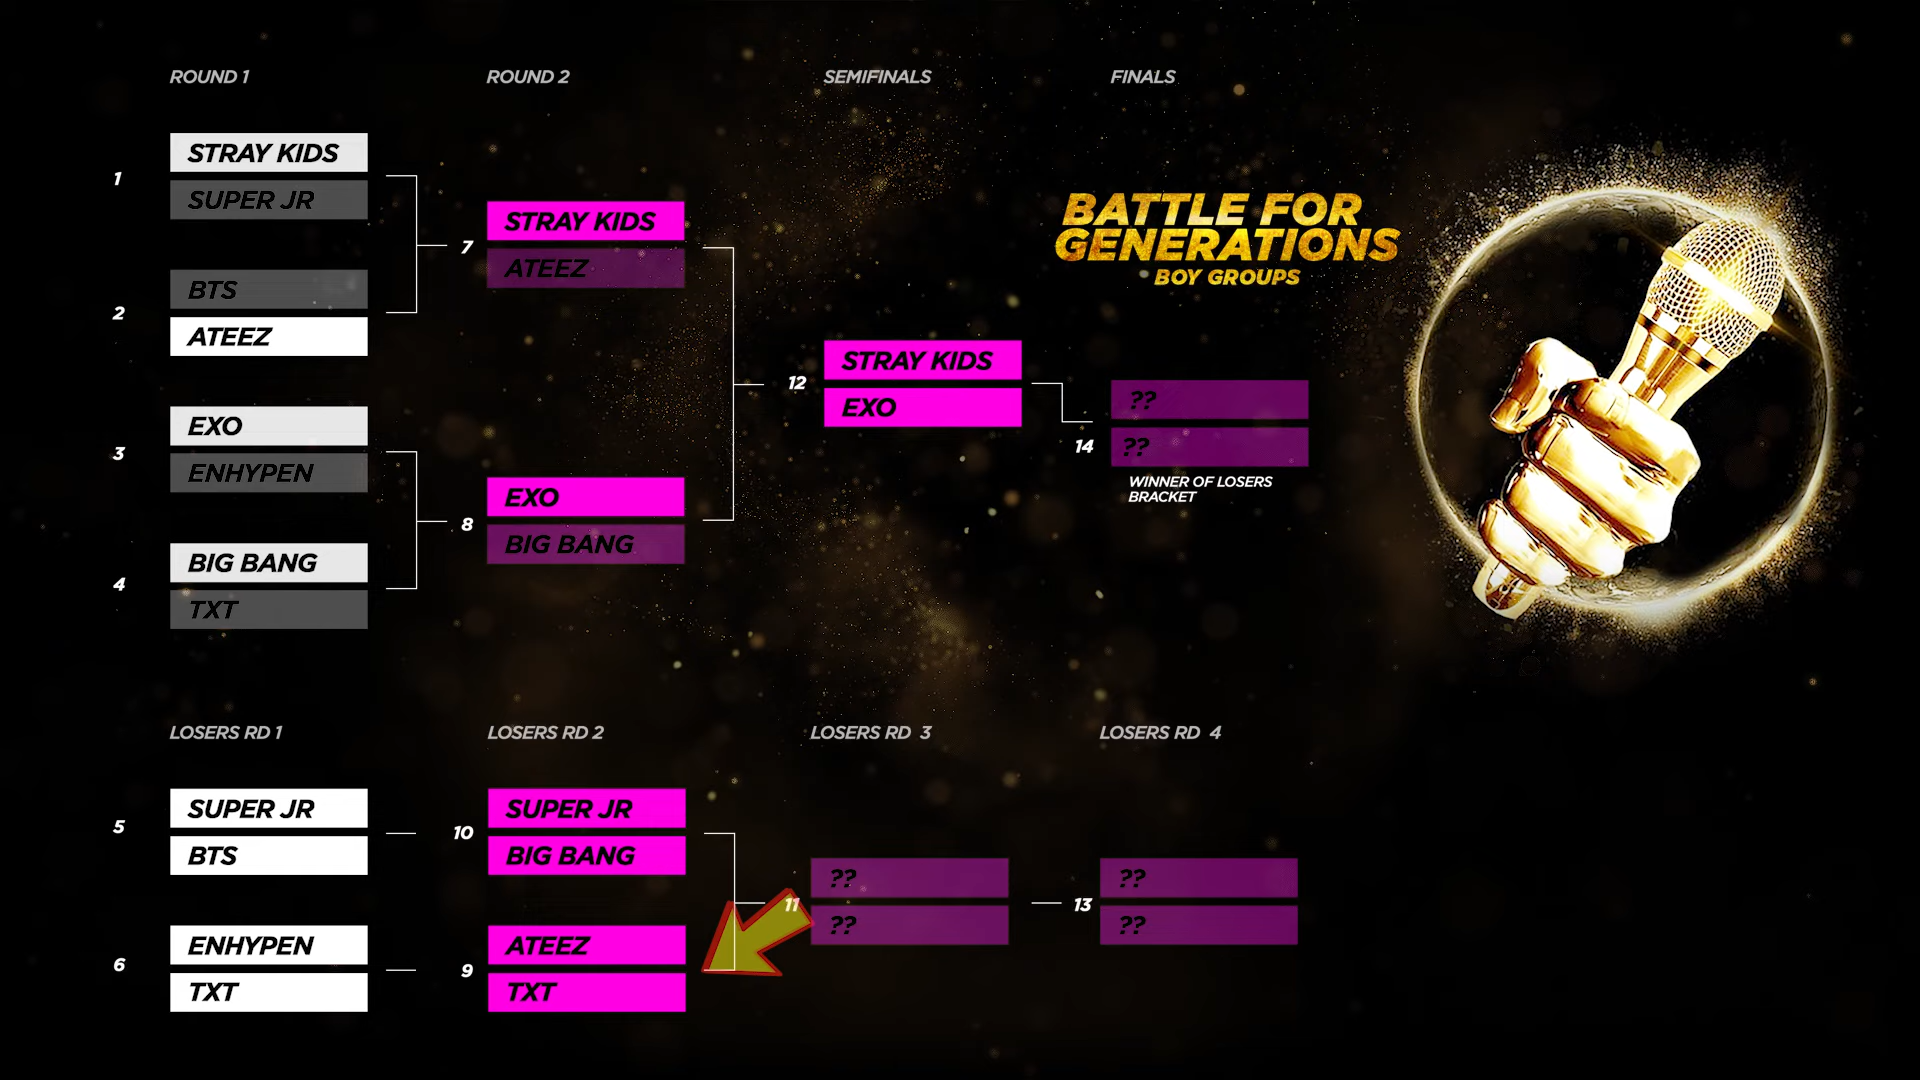 ROUND 1
ROUND 2
SEMIFINALS
FINALS
1
STRAY KIDS
SUPER JR
2
BTS
ATEEZ
3
EXO
ENHYPEN
4
BIG BANG
TXT
7
STRAY KIDS
ATEEZ
8
EXO
BIG BANG
12
STRAY KIDS
EXO
14
??
??
WINNER OF LOSERS
BRACKET
BATTLE FOR
GENERATIONS
BOY GROUPS
LOSERS RD 1
LOSERS RD 2
LOSERS RD 3
LOSERS RD 4
5
SUPER JR
BTS
6
ENHYPEN
TXT
10
SUPER JR
BIG BANG
9
ATEEZ
TXT
11
??
??
13
??
??